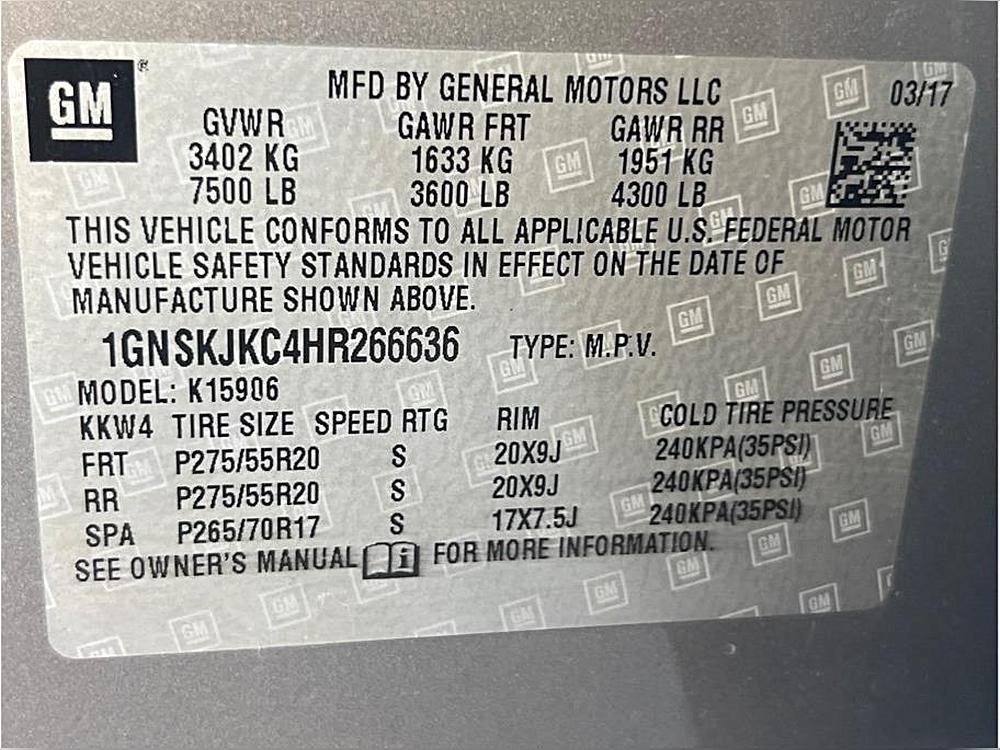 GM
MFD BY GENERAL MOTORS LLC 03/17
GVWR GAWR FRT GAWR RR
3402 KG 1633 KG 1951 KG
7500 LB 3600 LB 4300 LB
THIS VEHICLE CONFORMS TO ALL APPLICABLE U.S. FEDERAL MOTOR
VEHICLE SAFETY STANDARDS IN EFFECT ON THE DATE OF
MANUFACTURE SHOWN ABOVE.
1GNSKJKC4HR266636 TYPE: M.P.V.
MODEL: K15906
KKW4 TIRE SIZE SPEED RTG RIM COLD TIRE PRESSURE
FRT P275/55R20 S 20X9J 240KPA(35PSI)
RR P275/55R20 S 20X9J 240KPA(35PSI)
SPA P265/70R17 S 17X7.5J 240KPA(35PSI)
SEE OWNER'S MANUAL i FOR MORE INFORMATION.